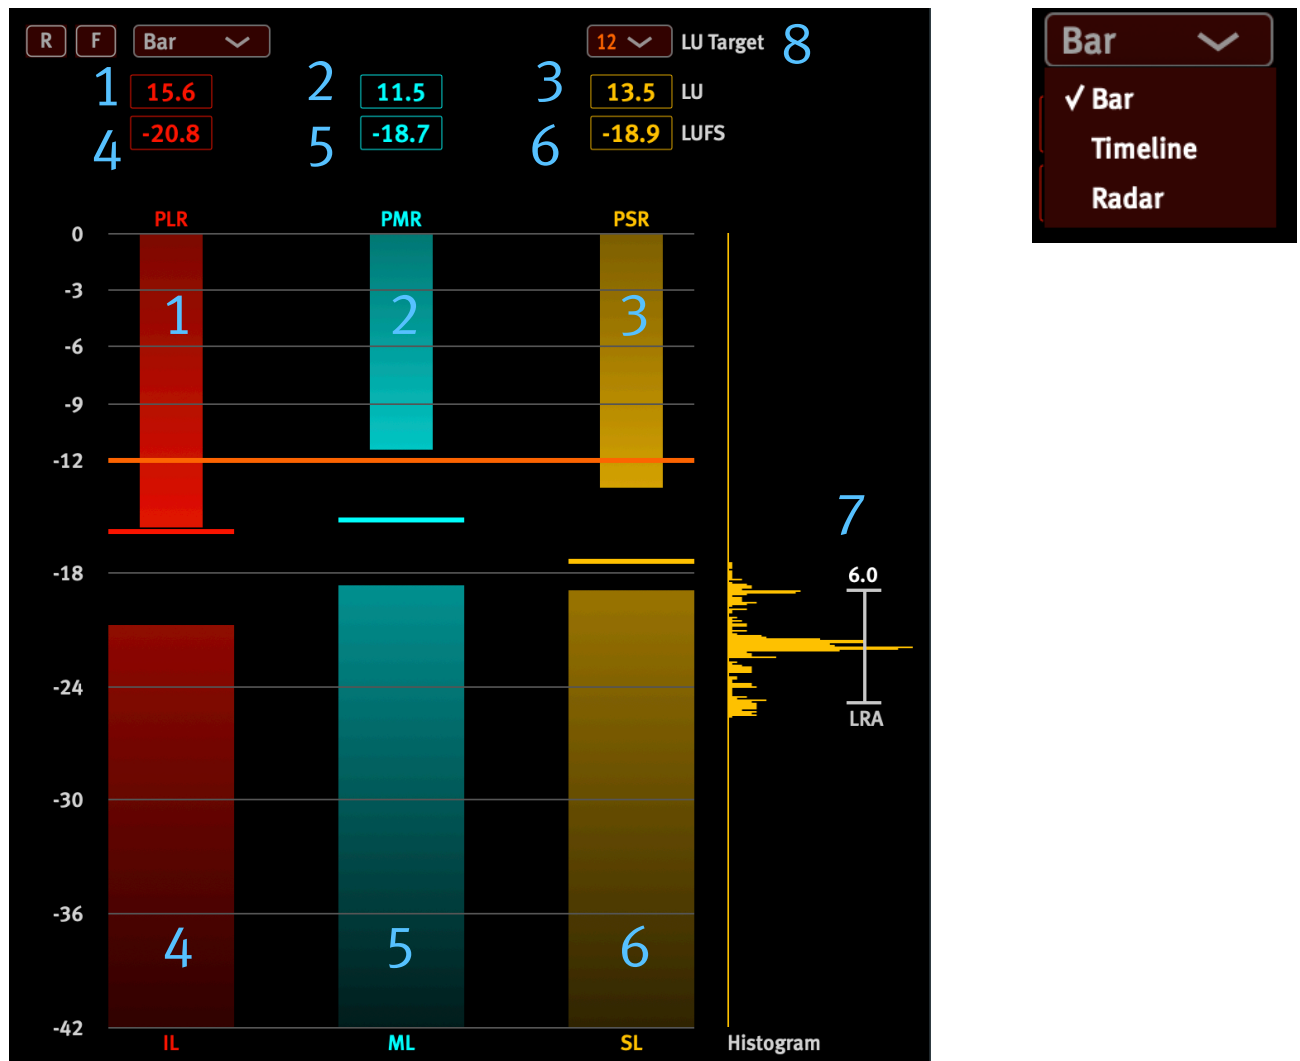 R F Bar 12 LU Target 8
1 15.6 2 11.5 3 13.5 LU
4 -20.8 5 -18.7 6 -18.9 LUFS
PLR PMR PSR
0
-3
1 2 3
-6
-9
-12
7
-18
6.0
-24
LRA
-30
-36
4 5 6
-42
IL ML SL Histogram
Bar
✓ Bar
Timeline
Radar